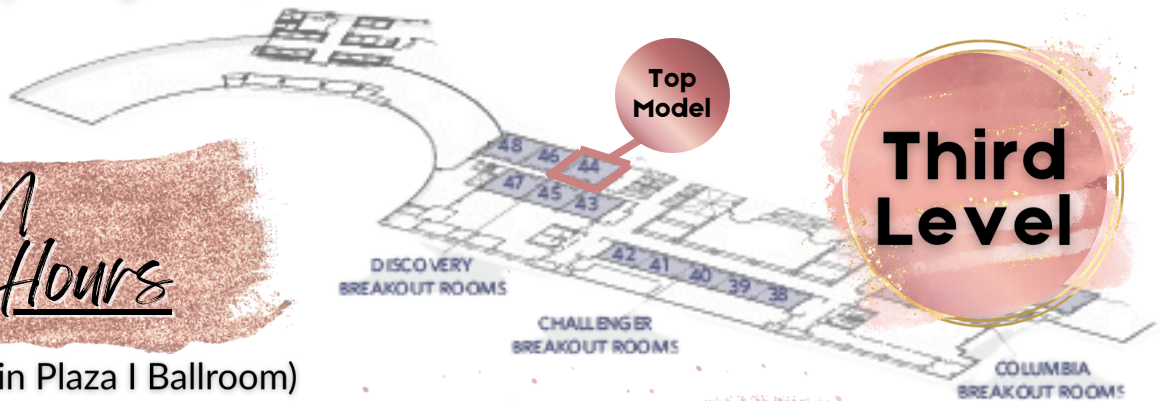 Top
Model
Third
Level
48 46 44
47 45 43
42 41 40 39 38
Hours
DISCOVERY
BREAKOUT ROOMS
CHALLENGER
BREAKOUT ROOMS
in Plaza I Ballroom)
COLUMBIA
BREAKOUT ROOMS